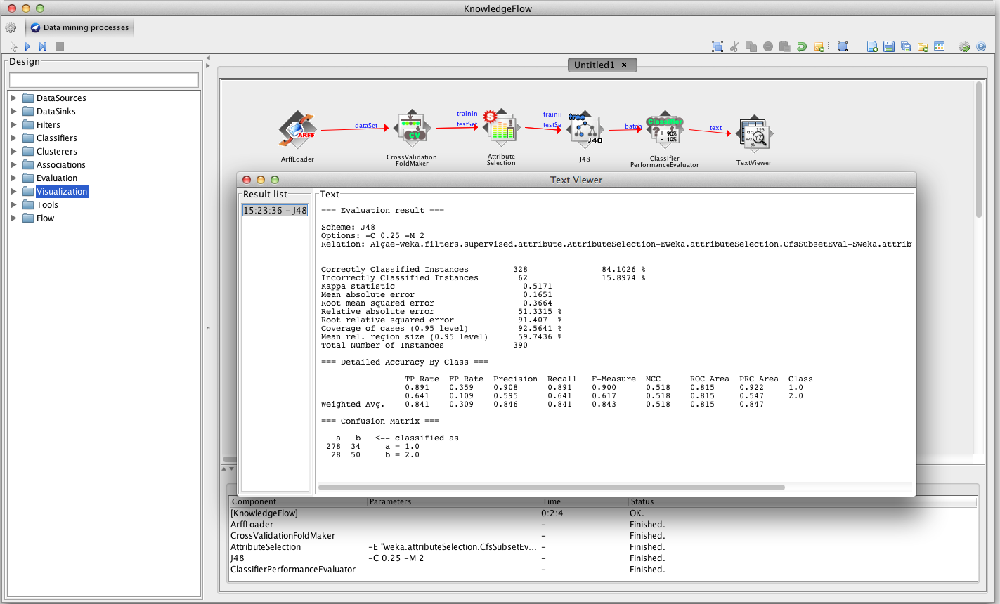 KnowledgeFlow
Data mining processes
Design
Untitled1 ×
DataSources
DataSinks
Filters
Classifiers
Clusterers
Associations
Evaluation
Visualization
Tools
Flow
dataSet
trainin
testSet
trainin
testSe
batch
text
ARFF
CV
tree
J48
Classifier
? + 90%
- 10%
ab 123
wx YZ
%
ArffLoader
CrossValidation
FoldMaker
Attribute
Selection
J48
Classifier
PerformanceEvaluator
TextViewer
Text Viewer
Result list
15:23:36 - J48
Text
=== Evaluation result ===
Scheme: J48
Options: -C 0.25 -M 2
Relation: Algae-weka.filters.supervised.attribute.AttributeSelection-Eweka.attributeSelection.CfsSubsetEval-Sweka.attrib
Correctly Classified Instances 328 84.1026 %
Incorrectly Classified Instances 62 15.8974 %
Kappa statistic 0.5171
Mean absolute error 0.1651
Root mean squared error 0.3664
Relative absolute error 51.3315 %
Root relative squared error 91.407 %
Coverage of cases (0.95 level) 92.5641 %
Mean rel. region size (0.95 level) 59.7436 %
Total Number of Instances 390
=== Detailed Accuracy By Class ===
TP Rate FP Rate Precision Recall F-Measure MCC ROC Area PRC Area Class
0.891 0.359 0.908 0.891 0.900 0.518 0.815 0.922 1.0
0.641 0.109 0.595 0.641 0.617 0.518 0.815 0.547 2.0
Weighted Avg. 0.841 0.309 0.846 0.841 0.843 0.518 0.815 0.847
=== Confusion Matrix ===
a b <-- classified as
278 34 | a = 1.0
28 50 | b = 2.0
Component Parameters Time Status
[KnowledgeFlow] 0:2:4 OK.
ArffLoader - Finished.
CrossValidationFoldMaker - Finished.
AttributeSelection -E "weka.attributeSelection.CfsSubsetEv... - Finished.
J48 -C 0.25 -M 2 - Finished.
ClassifierPerformanceEvaluator - Finished.